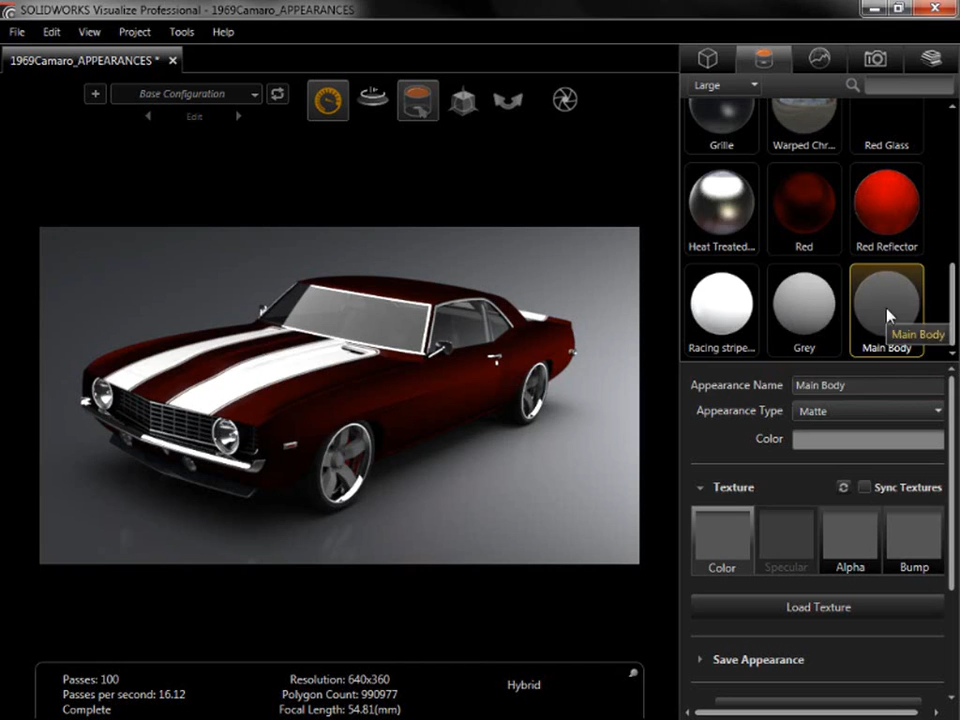 SOLIDWORKS Visualize Professional - [1969Camaro_APPEARANCES
File Edit View Project Tools Help
1969Camaro_APPEARANCES *
Base Configuration
Edit
Large
Grille
Warped Chr...
Red Glass
Heat Treated...
Red
Red Reflector
Racing stripe...
Grey
Main Body
Main Body
Appearance Name Main Body
Appearance Type Matte
Color
Texture Sync Textures
Color Specular Alpha Bump
Load Texture
Save Appearance
Passes: 100
Passes per second: 16.12
Complete
Resolution: 640x360
Polygon Count: 990977
Focal Length: 54.81(mm)
Hybrid